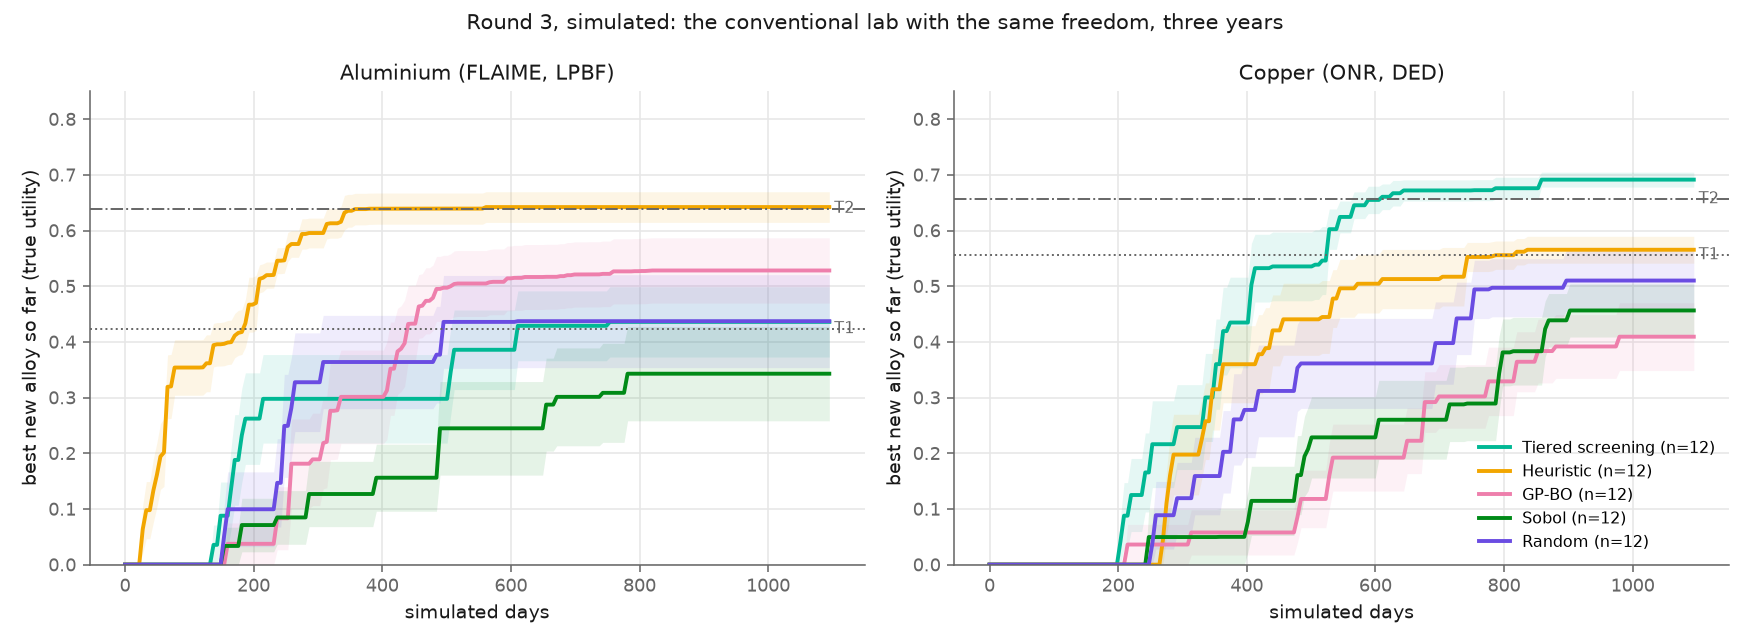 Round 3, simulated: the conventional lab with the same freedom, three years
Aluminium (FLAIME, LPBF)
best new alloy so far (true utility)
0.8
0.7
0.6
0.5
0.4
0.3
0.2
0.1
0.0
T2
T1
0
200
400
600
800
1000
simulated days
Copper (ONR, DED)
best new alloy so far (true utility)
0.8
0.7
0.6
0.5
0.4
0.3
0.2
0.1
0.0
T2
T1
Tiered screening (n=12)
Heuristic (n=12)
GP-BO (n=12)
Sobol (n=12)
Random (n=12)
0
200
400
600
800
1000
simulated days